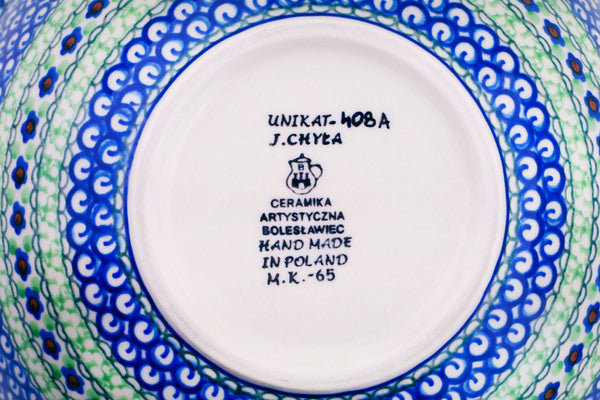 UNIKAT-408A
J.CHYŁA
B
CERAMIKA
ARTYSTYCZNA
BOLESŁAWIEC
HAND MADE
IN POLAND
M.K.-65